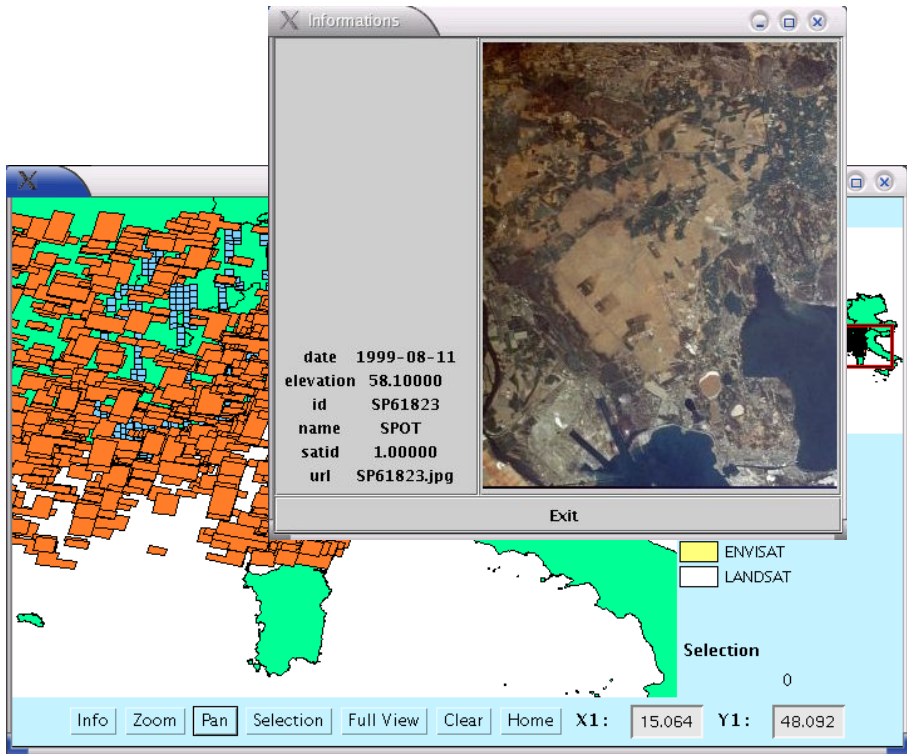 Informations
date 1999-08-11
elevation 58.10000
id SP61823
name SPOT
satid 1.00000
url SP61823.jpg
Exit
ENVISAT
LANDSAT
Selection
0
Info Zoom Pan Selection Full View Clear Home X1: 15.064 Y1: 48.092